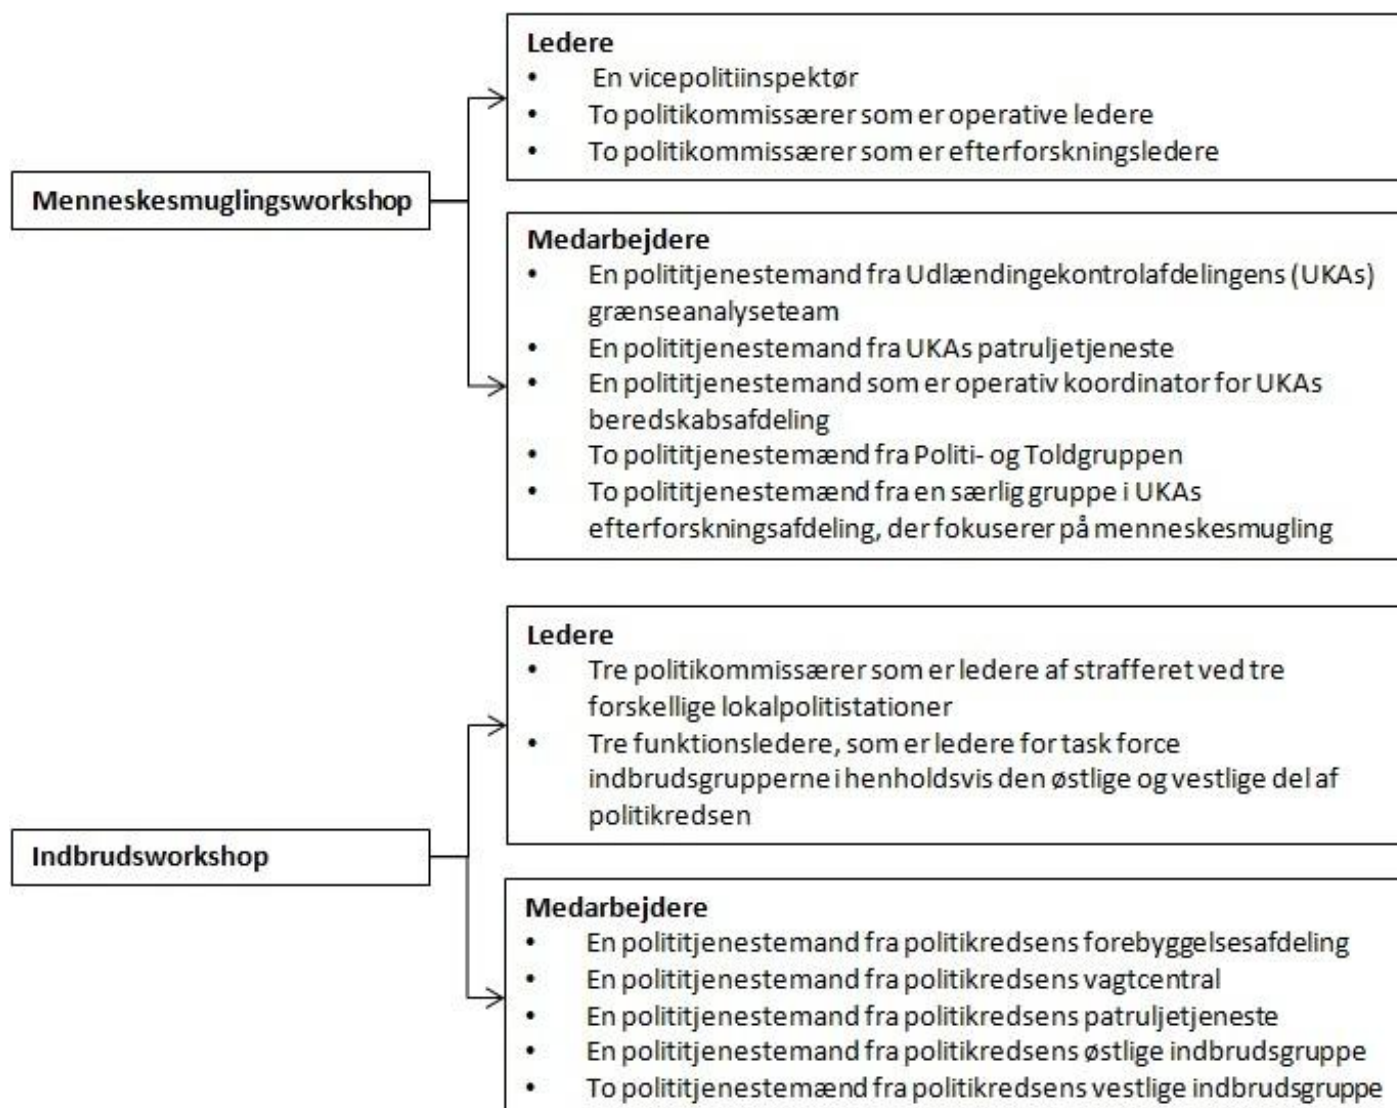 Menneskesmuglingsworkshop
Ledere
• En vicepolitiinspektør
• To politikommissærer som er operative ledere
• To politikommissærer som er efterforskningsledere
Medarbejdere
• En polititjenestemand fra Udlændingekontrolafdelingens (UKAs)
grænseanalyseteam
• En polititjenestemand fra UKAs patruljetjeneste
• En polititjenestemand som er operativ koordinator for UKAs
beredskabsafdeling
• To polititjenestemænd fra Politi- og Toldgruppen
• To polititjenestemænd fra en særlig gruppe i UKAs
efterforskningsafdeling, der fokuserer på menneskesmugling
Indbrudsworkshop
Ledere
• Tre politikommissærer som er ledere af strafferet ved tre
forskellige lokalpolitistationer
• Tre funktionsledere, som er ledere for task force
indbrudsgrupperne i henholdsvis den østlige og vestlige del af
politikredsen
Medarbejdere
• En polititjenestemand fra politikredsens forebyggelsesafdeling
• En polititjenestemand fra politikredsens vagtcentral
• En polititjenestemand fra politikredsens patruljetjeneste
• En polititjenestemand fra politikredsens østlige indbrudsgruppe
• To polititjenestemænd fra politikredsens vestlige indbrudsgruppe